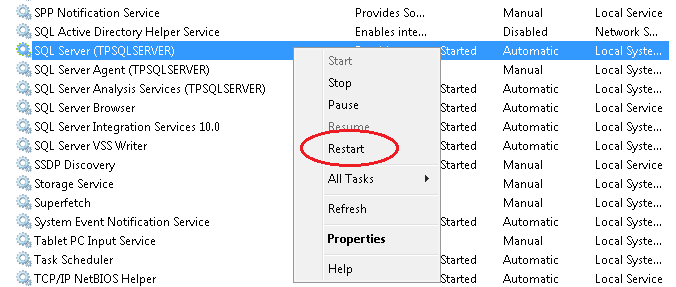 SPP Notification Service Provides So... Manual Local Service
SQL Active Directory Helper Service Enables inte... Disabled Network S...
SQL Server (TPSQLSERVER) Started Automatic Local Syste...
SQL Server Agent (TPSQLSERVER) Manual Local Syste...
SQL Server Analysis Services (TPSQLSERVER) Started Automatic Local Syste...
SQL Server Browser Started Automatic Local Service
SQL Server Integration Services 10.0 Started Automatic Local Syste...
SQL Server VSS Writer Started Automatic Local Syste...
SSDP Discovery Started Manual Local Service
Storage Service Manual Local Syste...
Superfetch Manual Local Syste...
System Event Notification Service Started Automatic Local Syste...
Tablet PC Input Service Manual Local Syste...
Task Scheduler Started Automatic Local Syste...
TCP/IP NetBIOS Helper Started Automatic Local Service
Start
Stop
Pause
Resume
Restart
All Tasks
Refresh
Properties
Help